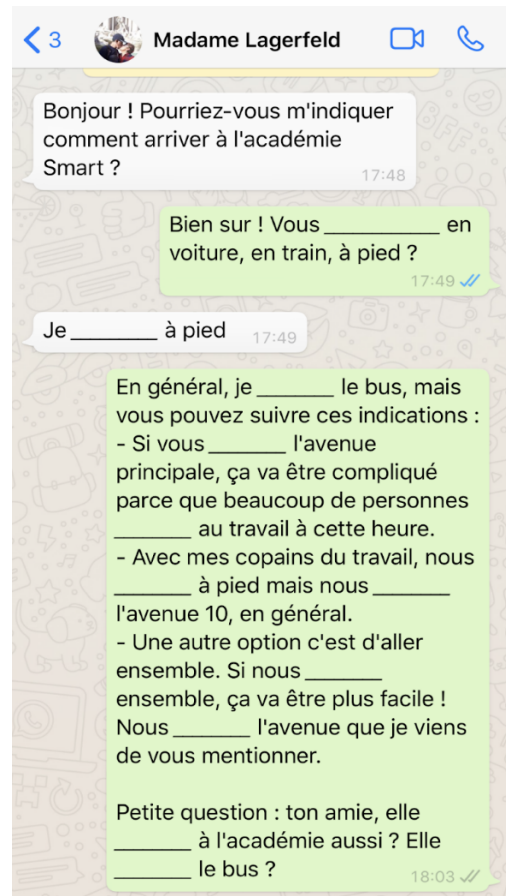 3 Madame Lagerfeld
Bonjour ! Pourriez-vous m'indiquer
comment arriver à l'académie
Smart ?
17:48
Bien sur ! Vous ___________ en
voiture, en train, à pied ?
17:49
Je ________ à pied
17:49
En général, je _______ le bus, mais
vous pouvez suivre ces indications :
- Si vous _______ l'avenue
principale, ça va être compliqué
parce que beaucoup de personnes
_______ au travail à cette heure.
- Avec mes copains du travail, nous
_______ à pied mais nous _______
l'avenue 10, en général.
- Une autre option c'est d'aller
ensemble. Si nous _______
ensemble, ça va être plus facile !
Nous _______ l'avenue que je viens
de vous mentionner.
Petite question : ton amie, elle
_______ à l'académie aussi ? Elle
_______ le bus ?
18:03